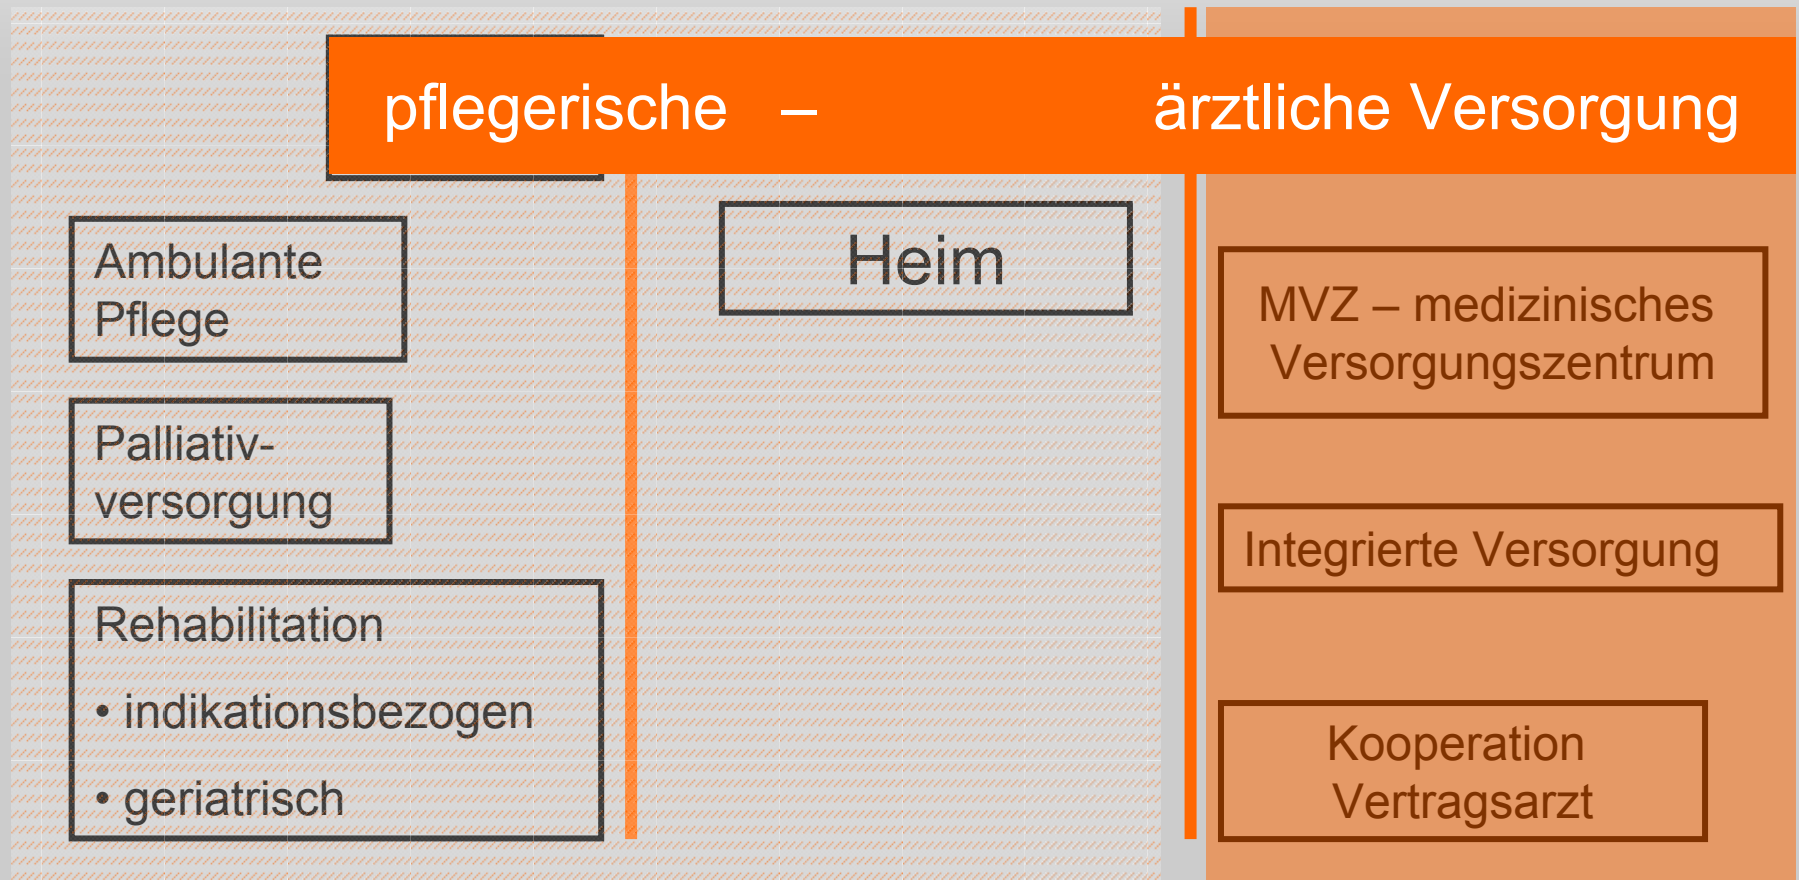 pflegerische – ärztliche Versorgung
Ambulante
Pflege
Palliativ-
versorgung
Rehabilitation
• indikationsbezogen
• geriatrisch
Heim
MVZ – medizinisches
Versorgungszentrum
Integrierte Versorgung
Kooperation
Vertragsarzt